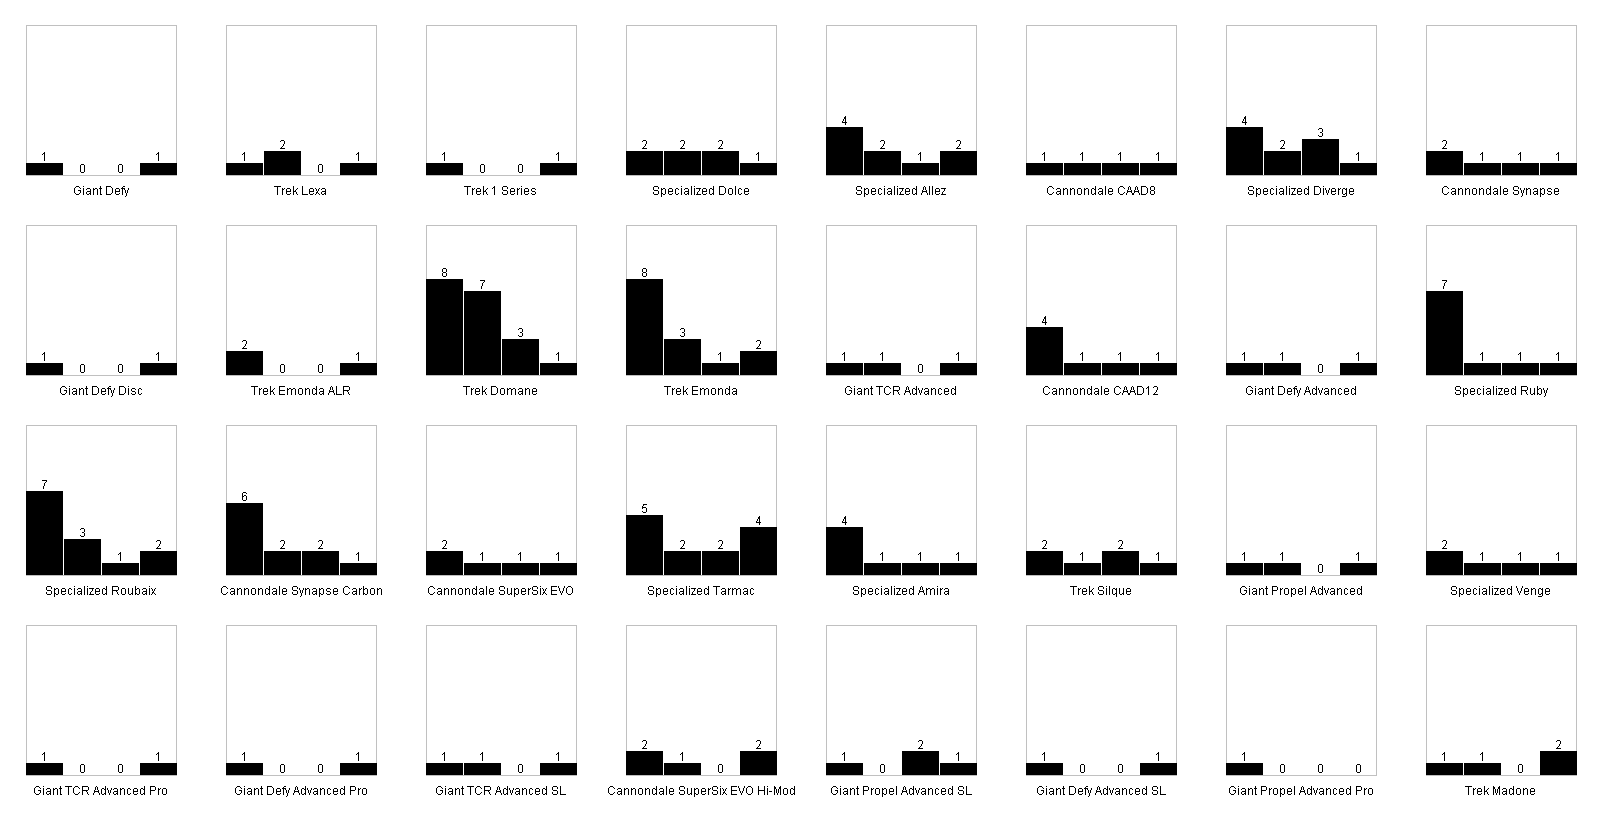 1 0 0 1
Giant Defy
1 2 0 1
Trek Lexa
1 0 0 1
Trek 1 Series
2 2 2 1
Specialized Dolce
4 2 1 2
Specialized Allez
1 1 1 1
Cannondale CAAD8
4 2 3 1
Specialized Diverge
2 1 1 1
Cannondale Synapse
1 0 0 1
Giant Defy Disc
2 0 0 1
Trek Emonda ALR
8 7 3 1
Trek Domane
8 3 1 2
Trek Emonda
1 1 0 1
Giant TCR Advanced
4 1 1 1
Cannondale CAAD12
1 1 0 1
Giant Defy Advanced
7 1 1 1
Specialized Ruby
7 3 1 2
Specialized Roubaix
6 2 2 1
Cannondale Synapse Carbon
2 1 1 1
Cannondale SuperSix EVO
5 2 2 4
Specialized Tarmac
4 1 1 1
Specialized Amira
2 1 2 1
Trek Silque
1 1 0 1
Giant Propel Advanced
2 1 1 1
Specialized Venge
1 0 0 1
Giant TCR Advanced Pro
1 0 0 1
Giant Defy Advanced Pro
1 1 0 1
Giant TCR Advanced SL
2 1 0 2
Cannondale SuperSix EVO Hi-Mod
1 0 2 1
Giant Propel Advanced SL
1 0 0 1
Giant Defy Advanced SL
1 0 0 0
Giant Propel Advanced Pro
1 1 0 2
Trek Madone